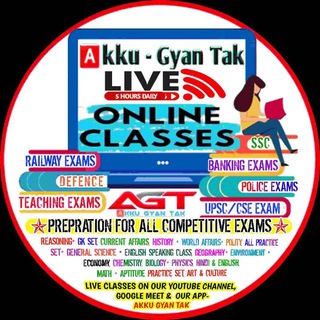 Akku - Gyan Tak
LIVE
5 HOURS DAILY
ONLINE
CLASSES
SSC
RAILWAY EXAMS
BANKING EXAMS
DEFENCE
POLICE EXAMS
TEACHING EXAMS
AGT
AKKU GYAN TAK
UPSC/CSE EXAM
PREPRATION FOR ALL COMPETITIVE EXAMS
REASONING• GK SET CURRENT AFFAIRS, HISTORY • WORLD AFFAIRS• POLITY, ALL PRACTICE
SET• GENERAL SCIENCE • ENGLISH SPEAKING CLASS, GEOGRAPHY• ENVIRONMENT •
ECONOMY, CHEMISTRY, BIOLOGY• PHYSICS, HINDI & ENGLISH
MATH • APTITUDE PRACTICE SET ART & CULTURE
LIVE CLASSES ON OUR YOUTUBE CHANNEL,
GOOGLE MEET & OUR APP-
AKKU GYAN TAK